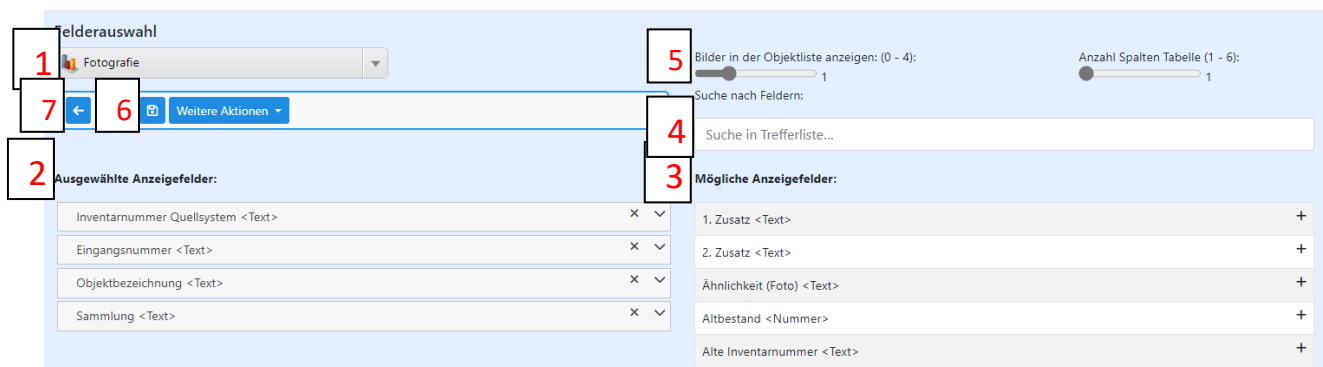 Felderauswahl
1 Fotografie
7 6 Weitere Aktionen
5 Bilder in der Objektliste anzeigen: (0 - 4):
1
Anzahl Spalten Tabelle (1 - 6):
1
Suche nach Feldern:
4 Suche in Trefferliste...
2 Ausgewählte Anzeigefelder:
Inventarnummer Quellsystem <Text>
Eingangsnummer <Text>
Objektbezeichnung <Text>
Sammlung <Text>
3 Mögliche Anzeigefelder:
1. Zusatz <Text>
2. Zusatz <Text>
Ähnlichkeit (Foto) <Text>
Altbestand <Nummer>
Alte Inventarnummer <Text>